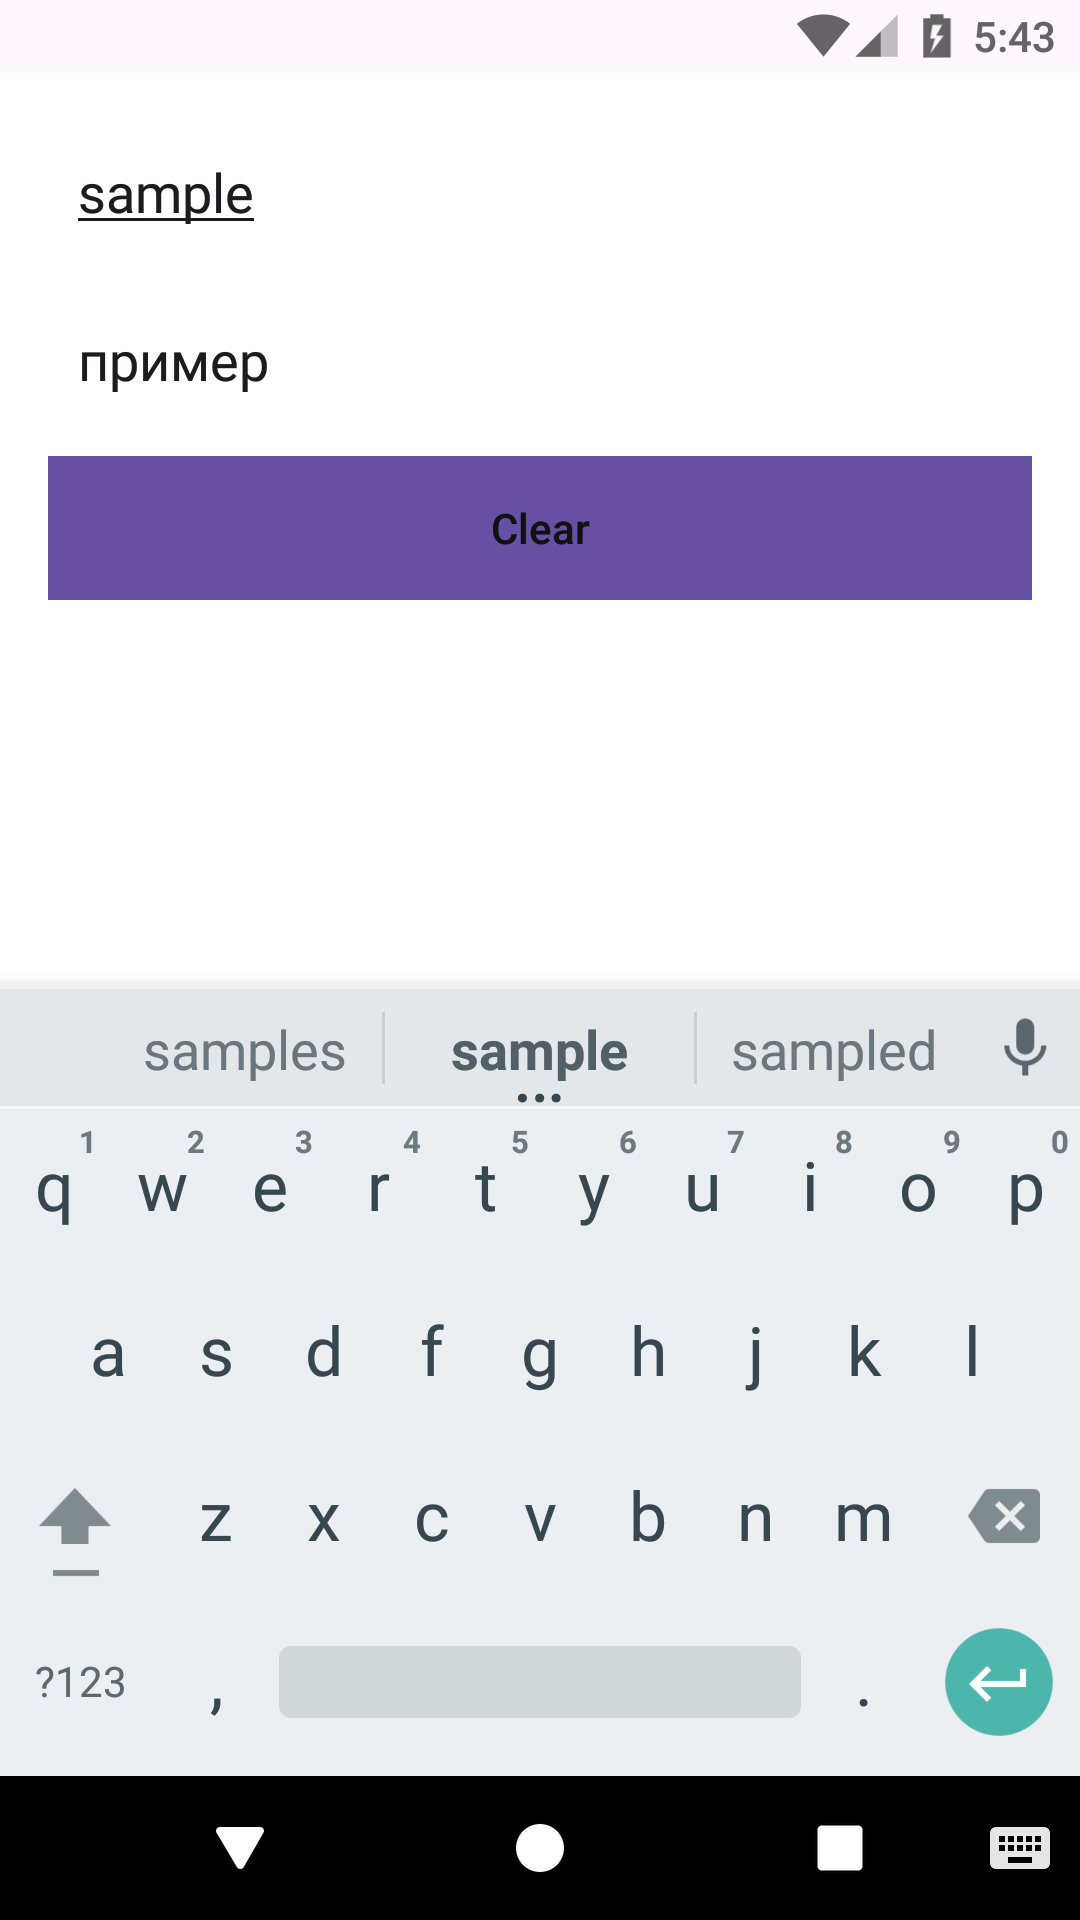 5:43
sample
пример
Clear
samples sample sampled
1 2 3 4 5 6 7 8 9 0
q w e r t y u i o p
a s d f g h j k l
z x c v b n m
?123 , .